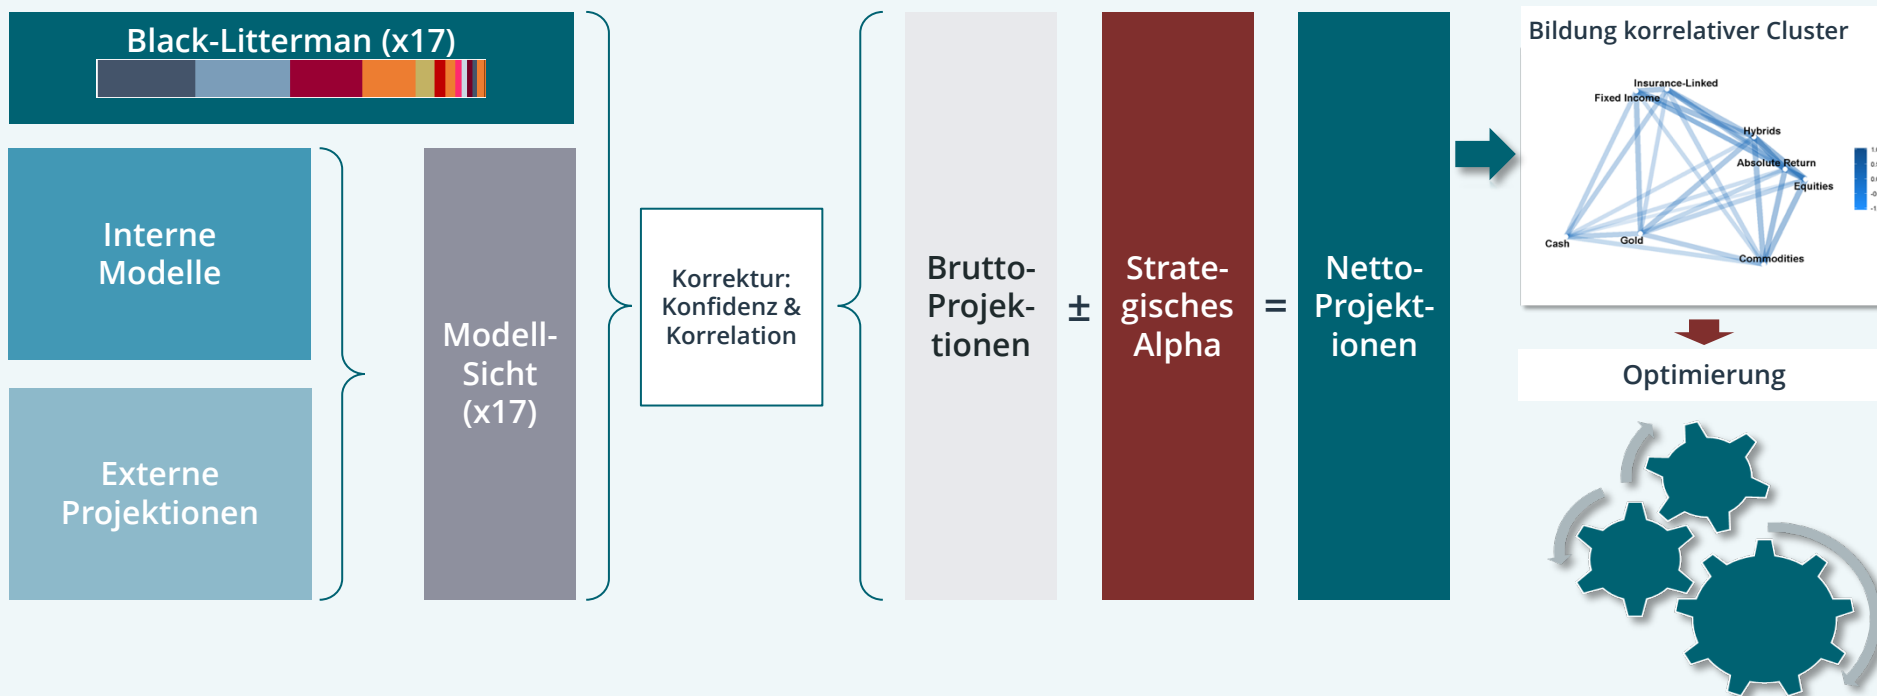 Black-Litterman (x17)
Interne
Modelle
Externe
Projektionen
Modell-
Sicht
(x17)
Korrektur:
Konfidenz &
Korrelation
Brutto-
Projek-
tionen
±
Strate-
gisches
Alpha
=
Netto-
Projekt-
ionen
Bildung korrelativer Cluster
Insurance-Linked
Fixed Income
Hybrids
Absolute Return
Equities
Cash
Gold
Commodities
Optimierung